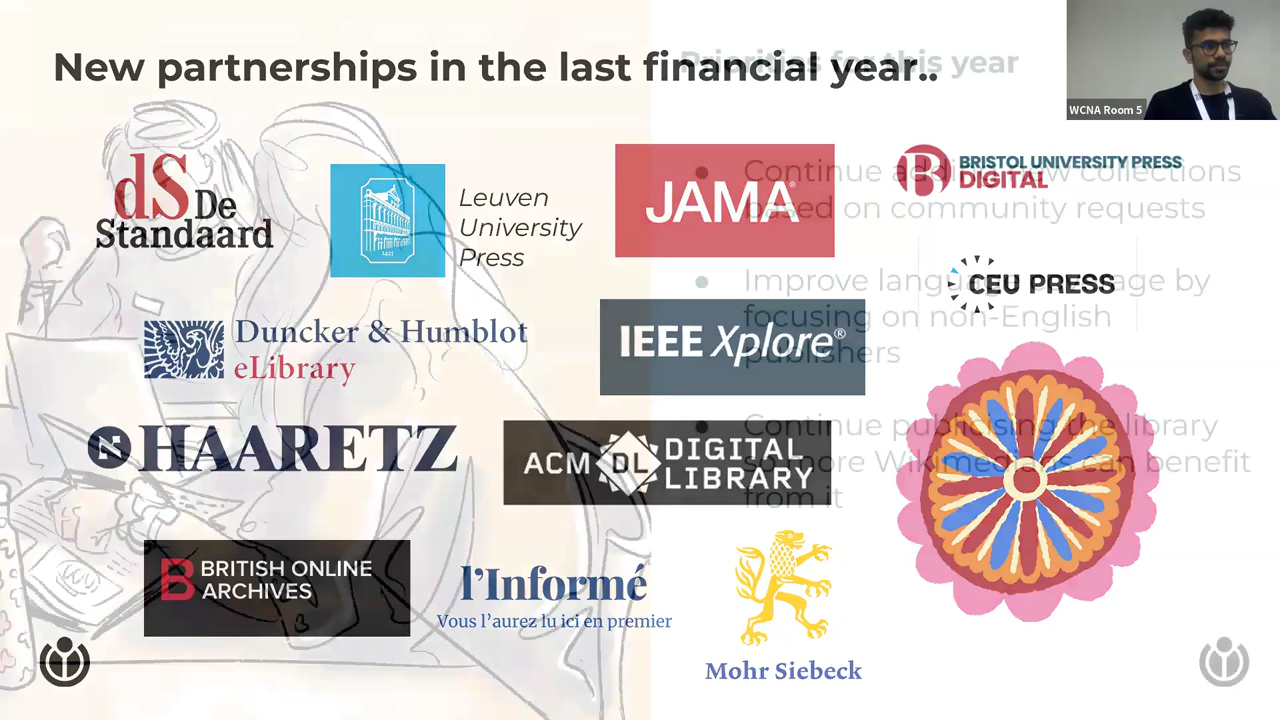 New partnerships in the last financial year..
Priorities for this year
WCNA Room 5
dS De
Standaard
Leuven
University
Press
1431
JAMA®
BRISTOL UNIVERSITY PRESS
DIGITAL
Continue adding new collections
based on community requests
CEU PRESS
Improve language coverage by
focusing on non-English
publishers
Duncker & Humblot
eLibrary
IEEE Xplore®
HAARETZ
ACM DL DIGITAL
LIBRARY
Continue publicising the library
so more Wikimedians can benefit
from it
B BRITISH ONLINE
ARCHIVES
l'Informé
Vous l'aurez lu ici en premier
Mohr Siebeck